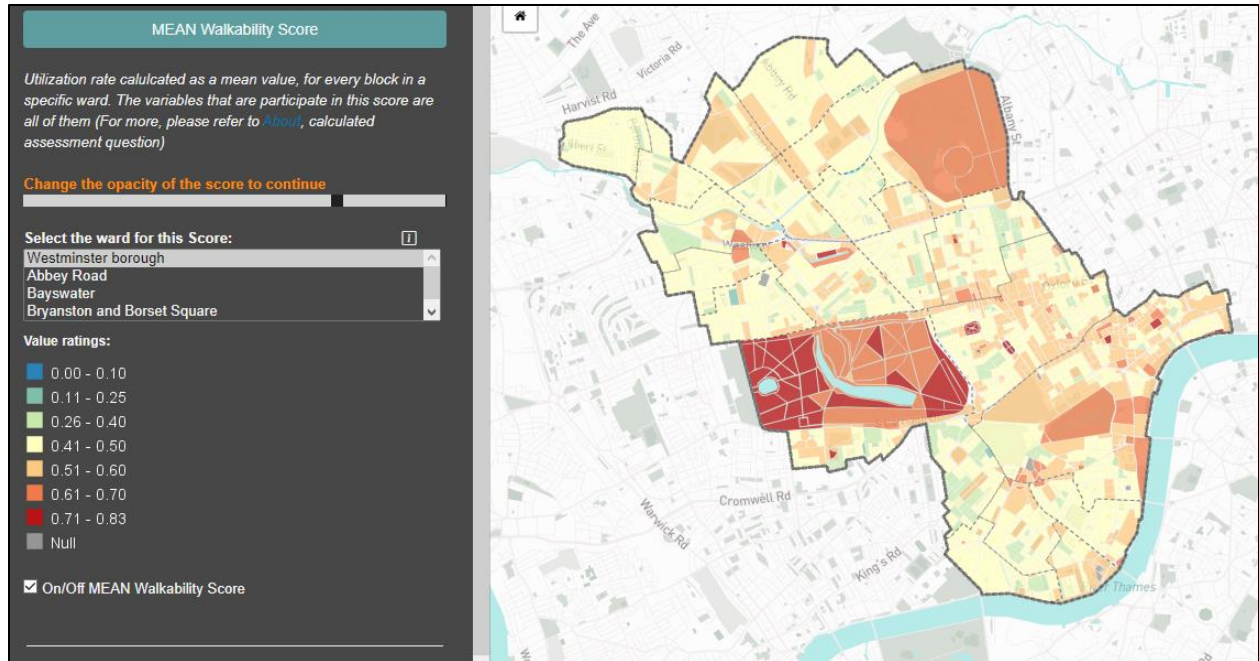 MEAN Walkability Score
Utilization rate calulcated as a mean value, for every block in a
specific ward. The variables that are participate in this score are
all of them (For more, please refer to About, calculated
assessment question)
Change the opacity of the score to continue
Select the ward for this Score:
i
Westminster borough
Abbey Road
Bayswater
Bryanston and Borset Square
Value ratings:
0.00 - 0.10
0.11 - 0.25
0.26 - 0.40
0.41 - 0.50
0.51 - 0.60
0.61 - 0.70
0.71 - 0.83
Null
On/Off MEAN Walkability Score
The Ave
Victoria Rd
Harvist Rd
Abbey Rd
Albany St
Cromwell Rd
Warwick Rd
King's Rd
Thames